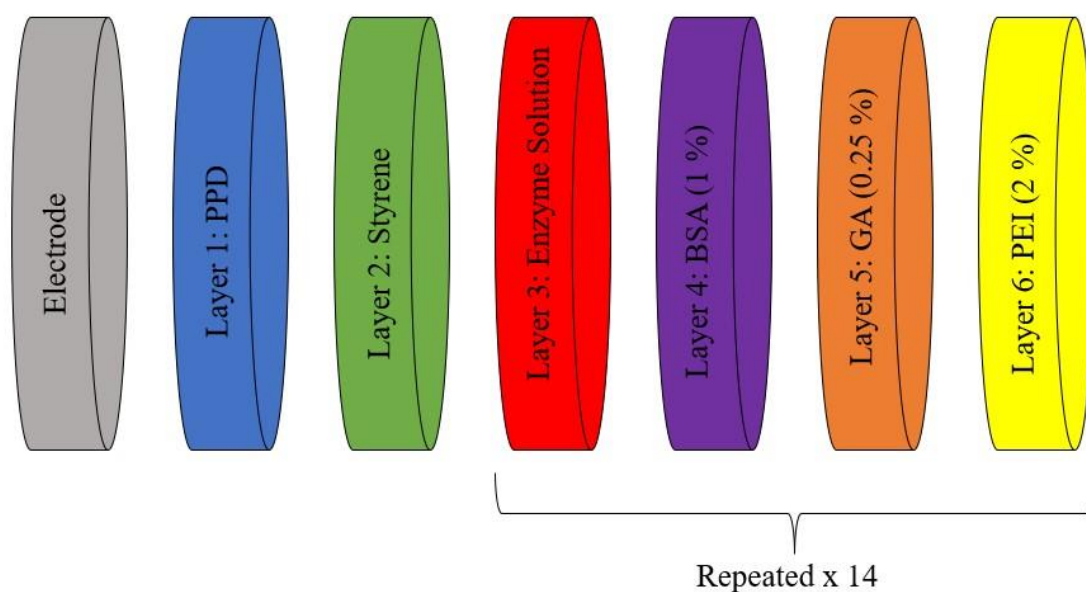 Electrode
Layer 1: PPD
Layer 2: Styrene
Layer 3: Enzyme Solution
Layer 4: BSA (1 %)
Layer 5: GA (0.25 %)
Layer 6: PEI (2 %)
Repeated x 14